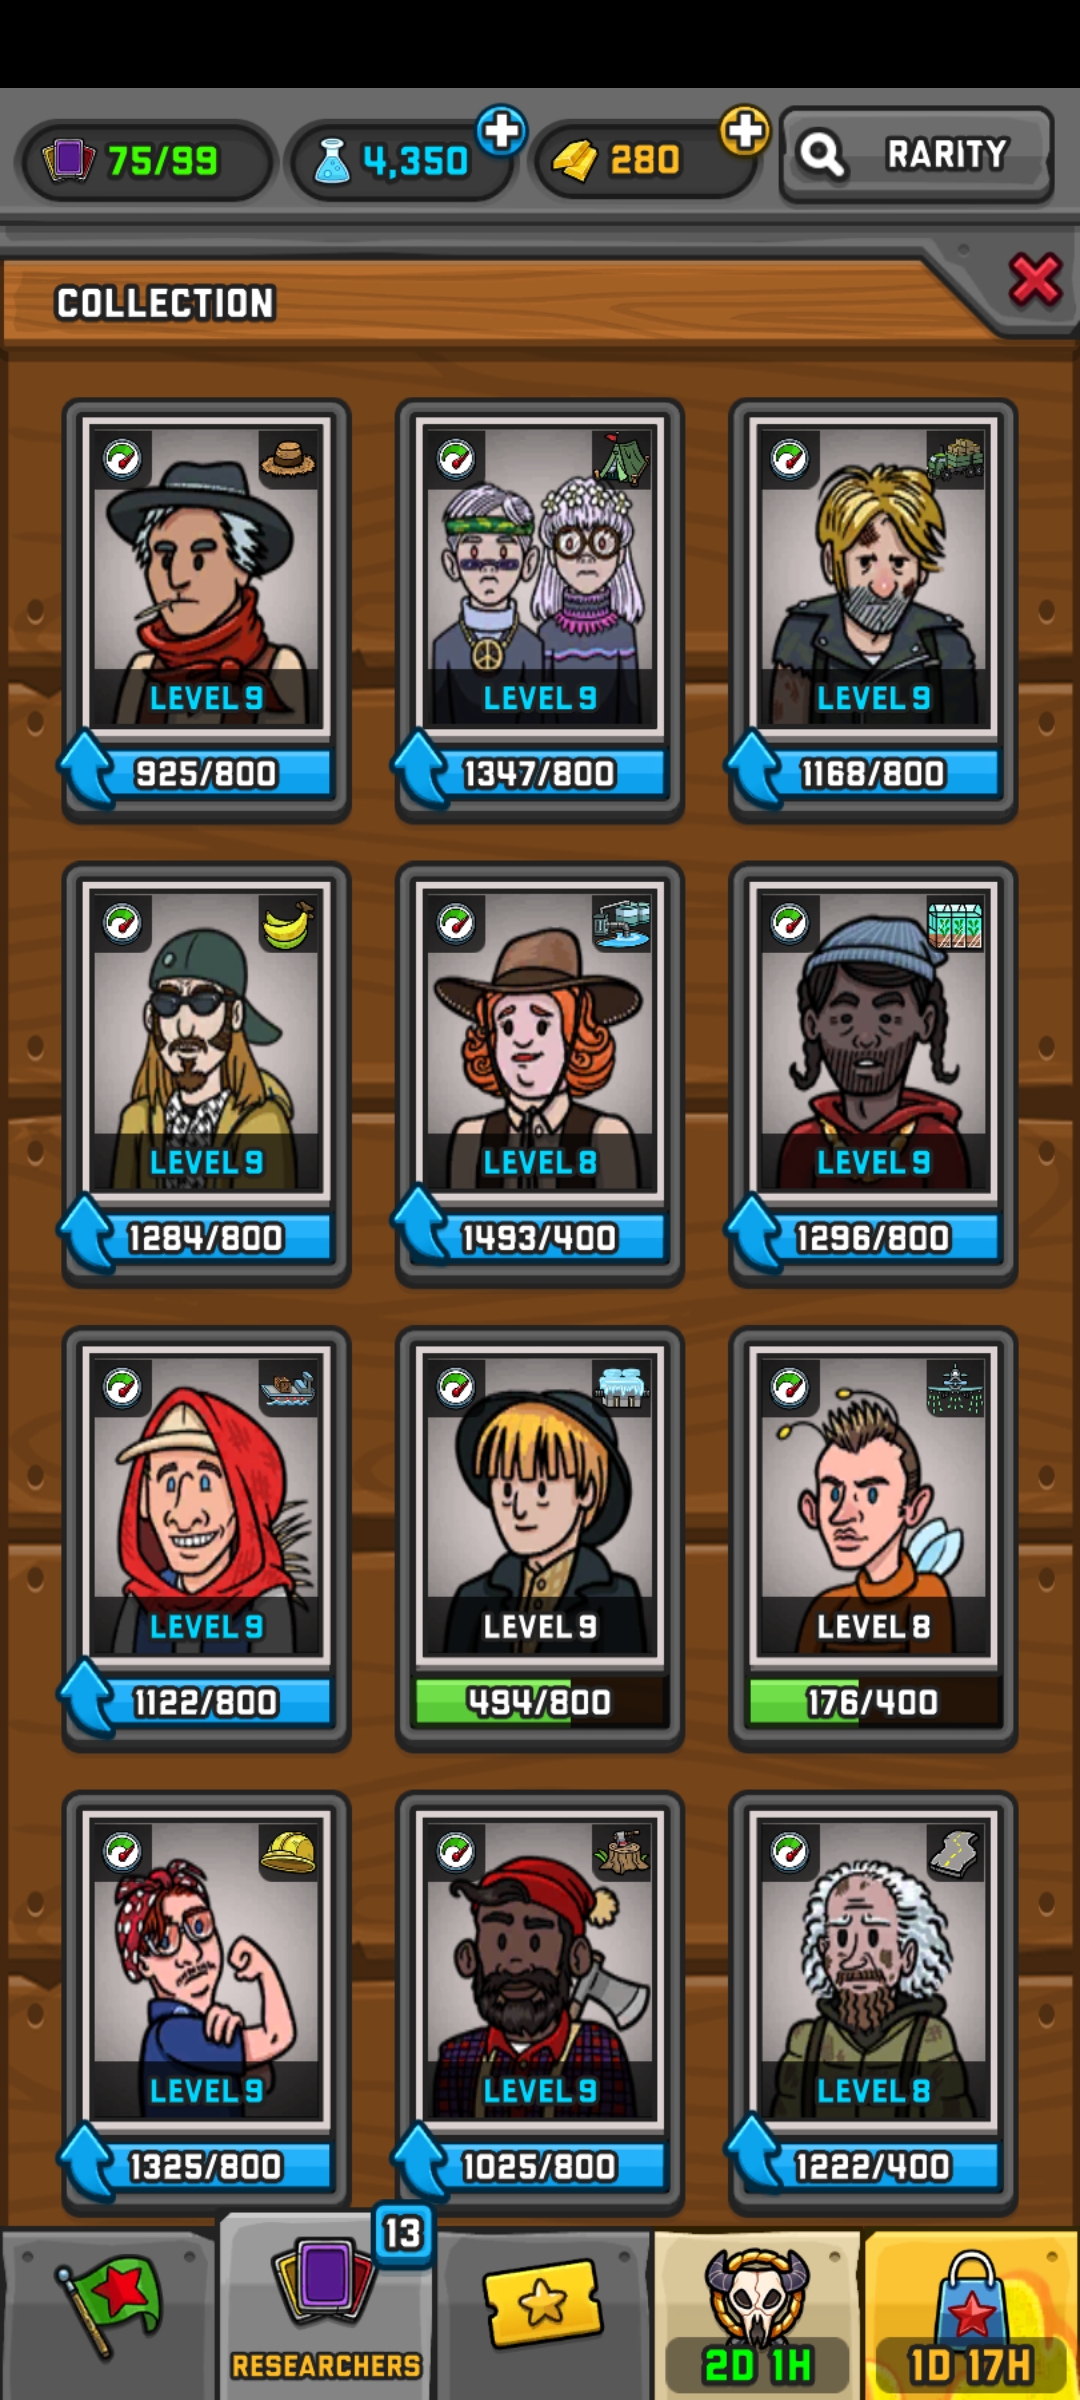 75/99 4,350 280 RARITY
COLLECTION
LEVEL 9 LEVEL 9 LEVEL 9
925/800 1347/800 1168/800
LEVEL 9 LEVEL 8 LEVEL 9
1284/800 1493/400 1296/800
LEVEL 9 LEVEL 9 LEVEL 8
1122/800 494/800 176/400
LEVEL 9 LEVEL 9 LEVEL 8
1325/800 1025/800 1222/400
13
RESEARCHERS 2D 1H 1D 17H